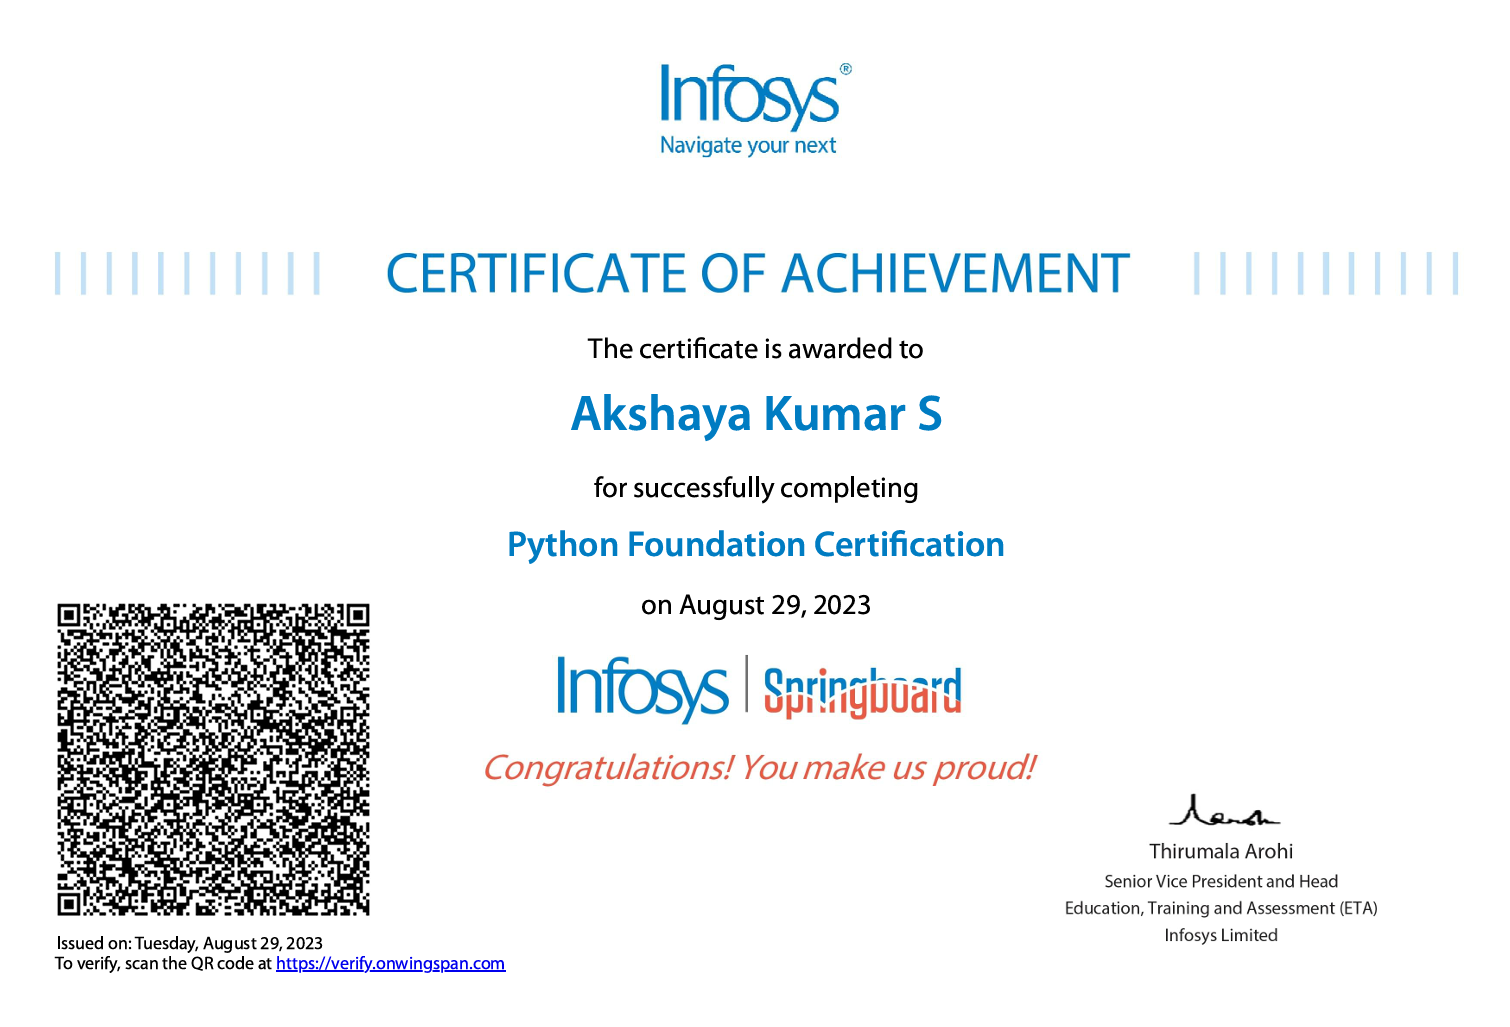 Infosys®
Navigate your next
CERTIFICATE OF ACHIEVEMENT
The certificate is awarded to
Akshaya Kumar S
for successfully completing
Python Foundation Certification
on August 29, 2023
Infosys | Springboard
Congratulations! You make us proud!
Thirumala Arohi
Senior Vice President and Head
Education, Training and Assessment (ETA)
Infosys Limited
Issued on: Tuesday, August 29, 2023
To verify, scan the QR code at https://verify.onwingspan.com